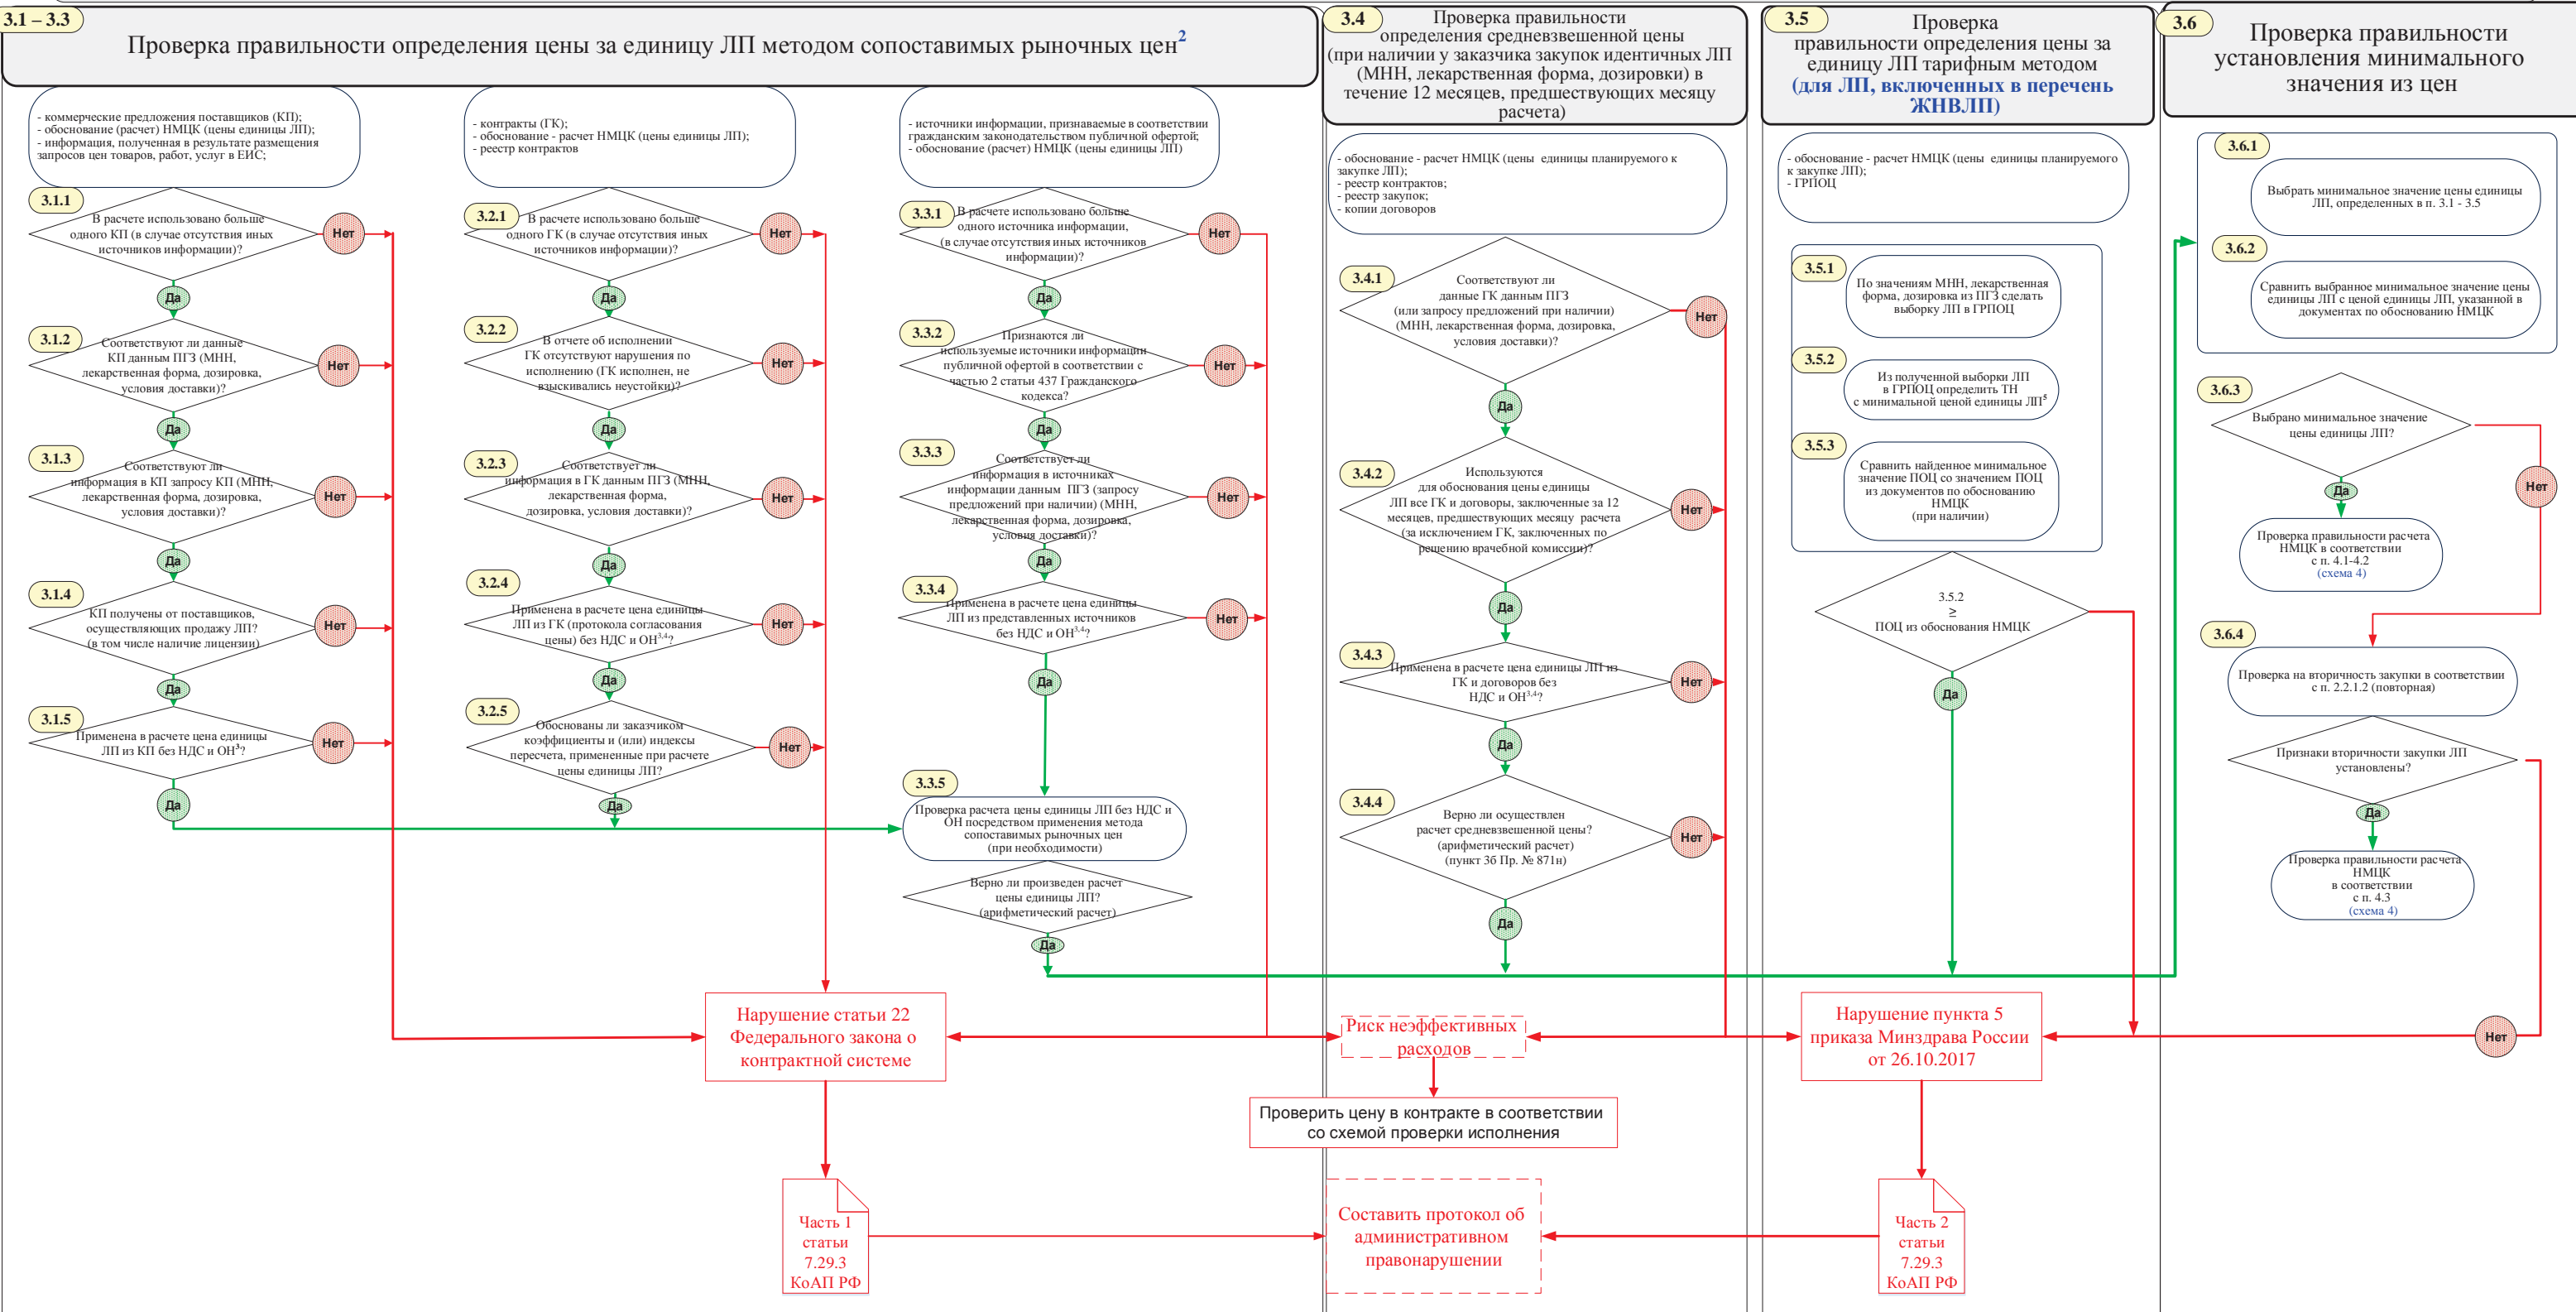 3.1 – 3.3
Проверка правильности определения цены за единицу ЛП методом сопоставимых рыночных цен²
- коммерческие предложения поставщиков (КП);
- обоснование (расчет) НМЦК (цены единицы ЛП);
- информация, полученная в результате размещения
запросов цен товаров, работ, услуг в ЕИС;
3.1.1
В расчете использовано больше
одного КП (в случае отсутствия иных
источников информации)?
Нет
Да
3.1.2
Соответствуют ли данные
КП данным ПГЗ (МНН,
лекарственная форма, дозировка,
условия доставки)?
Нет
Да
3.1.3
Соответствуют ли
информация в КП запросу КП (МНН,
лекарственная форма, дозировка,
условия доставки)?
Нет
Да
3.1.4
КП получены от поставщиков,
осуществляющих продажу ЛП?
(в том числе наличие лицензии)
Нет
Да
3.1.5
Применена в расчете цена единицы
ЛП из КП без НДС и ОН³?
Нет
Да
- контракты (ГК);
- обоснование - расчет НМЦК (цены единицы ЛП);
- реестр контрактов
3.2.1
В расчете использовано больше
одного ГК (в случае отсутствия иных
источников информации)?
Нет
Да
3.2.2
В отчете об исполнении
ГК отсутствуют нарушения по
исполнению (ГК исполнен, не
взыскивались неустойки)?
Нет
Да
3.2.3
Соответствует ли
информация в ГК данным ПГЗ (МНН,
лекарственная форма,
дозировка, условия доставки)?
Нет
Да
3.2.4
Применена в расчете цена единицы
ЛП из ГК (протокола согласования
цены) без НДС и ОН³,⁴?
Нет
Да
3.2.5
Обоснованы ли заказчиком
коэффициенты и (или) индексы
пересчета, примененные при расчете
цены единицы ЛП?
Нет
Да
- источники информации, признаваемые в соответствии
гражданским законодательством публичной офертой;
- обоснование (расчет) НМЦК (цены единицы ЛП)
3.3.1
В расчете использовано больше
одного источника информации,
(в случае отсутствия иных источников
информации)?
Нет
Да
3.3.2
Признаются ли
используемые источники информации
публичной офертой в соответствии с
частью 2 статьи 437 Гражданского
кодекса?
Нет
Да
3.3.3
Соответствует ли
информация в источниках
информации данным ПГЗ (запросу
предложений при наличии) (МНН,
лекарственная форма, дозировка,
условия доставки)?
Нет
Да
3.3.4
Применена в расчете цена единицы
ЛП из представленных источников
без НДС и ОН³,⁴?
Нет
Да
3.3.5
Проверка расчета цены единицы ЛП без НДС и
ОН посредством применения метода
сопоставимых рыночных цен
(при необходимости)
Верно ли произведен расчет
цены единицы ЛП?
(арифметический расчет)
Да
3.4
Проверка правильности
определения средневзвешенной цены
(при наличии у заказчика закупок идентичных ЛП
(МНН, лекарственная форма, дозировки) в
течение 12 месяцев, предшествующих месяцу
расчета)
- обоснование - расчет НМЦК (цены единицы планируемого к
закупке ЛП);
- реестр контрактов;
- реестр закупок;
- копии договоров
3.4.1
Соответствуют ли
данные ГК данным ПГЗ
(или запросу предложений при наличии)
(МНН, лекарственная форма, дозировка,
условия доставки)?
Нет
Да
3.4.2
Используются
для обоснования цены единицы
ЛП все ГК и договоры, заключенные за 12
месяцев, предшествующих месяцу расчета
(за исключением ГК, заключенных по
решению врачебной комиссии)?
Нет
Да
3.4.3
Применена в расчете цена единицы ЛП из
ГК и договоров без
НДС и ОН³,⁴?
Нет
Да
3.4.4
Верно ли осуществлен
расчет средневзвешенной цены?
(арифметический расчет)
(пункт 3б Пр. № 871н)
Нет
Да
3.5
Проверка
правильности определения цены за
единицу ЛП тарифным методом
(для ЛП, включенных в перечень
ЖНВЛП)
- обоснование - расчет НМЦК (цены единицы планируемого
к закупке ЛП);
- ГРПОЦ
3.5.1
По значениям МНН, лекарственная
форма, дозировка из ПГЗ сделать
выборку ЛП в ГРПОЦ
3.5.2
Из полученной выборки ЛП
в ГРПОЦ определить ТН
с минимальной ценой единицы ЛП⁵
3.5.3
Сравнить найденное минимальное
значение ПОЦ со значением ПОЦ
из документов по обоснованию
НМЦК
(при наличии)
3.5.2
≥
ПОЦ из обоснования НМЦК
Да
3.6
Проверка правильности
установления минимального
значения из цен
3.6.1
Выбрать минимальное значение цены единицы
ЛП, определенных в п. 3.1 - 3.5
3.6.2
Сравнить выбранное минимальное значение цены
единицы ЛП с ценой единицы ЛП, указанной в
документах по обоснованию НМЦК
3.6.3
Выбрано минимальное значение
цены единицы ЛП?
Нет
Да
Проверка правильности расчета
НМЦК в соответствии
с п. 4.1-4.2
(схема 4)
3.6.4
Проверка на вторичность закупки в соответствии
с п. 2.2.1.2 (повторная)
Признаки вторичности закупки ЛП
установлены?
Да
Проверка правильности расчета
НМЦК
в соответствии
с п. 4.3
(схема 4)
Нет
Нарушение статьи 22
Федерального закона о
контрактной системе
Риск неэффективных
расходов
Нарушение пункта 5
приказа Минздрава России
от 26.10.2017
Проверить цену в контракте в соответствии
со схемой проверки исполнения
Часть 1
статьи
7.29.3
КоАП РФ
Составить протокол об
административном
правонарушении
Часть 2
статьи
7.29.3
КоАП РФ